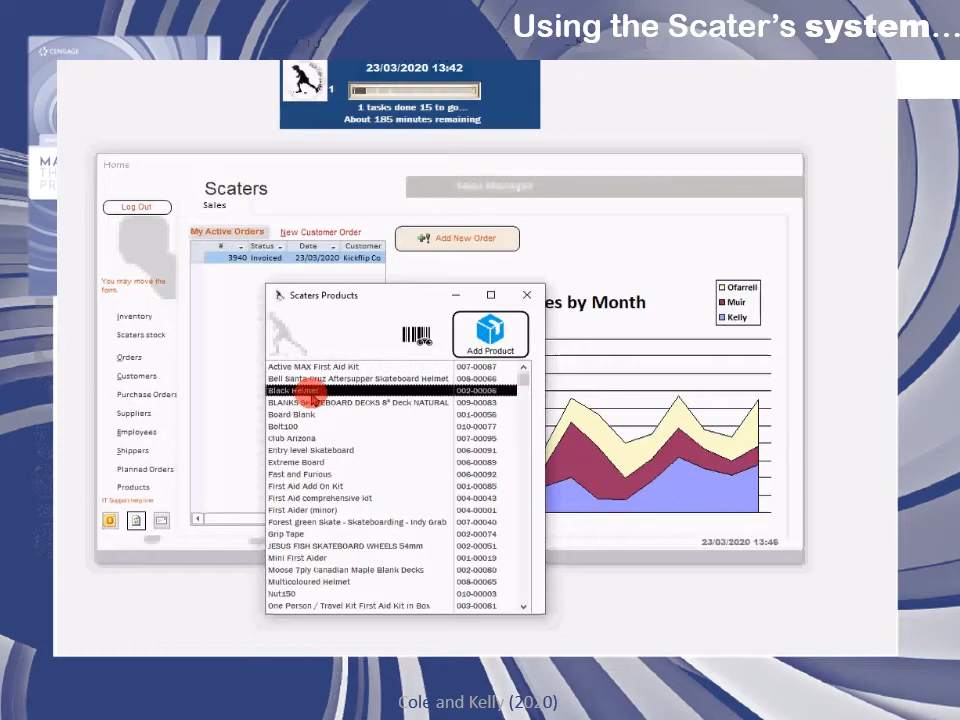 Using the Scater's system...
CENGAGE
MA
TH
PR
23/03/2020 13:42
1
1 tasks done 15 to go...
About 185 minutes remaining
Home
Scaters
Sales
Log Out
My Active Orders
New Customer Order
Add New Order
# Status Date Customer
3940 Invoiced 23/03/2020 Kickflip Co
You may move the
form.
Inventory
Scaters stock
Orders
Customers
Purchase Orders
Suppliers
Employees
Shippers
Planned Orders
Products
IT Support helpline
Scaters Products
Add Product
Active MAX First Aid Kit 007-00087
Bell Santa Cruz Aftersupper Skateboard Helmet 008-00066
Black Helmet 002-00006
BLANKS SKATEBOARD DECKS 8" Deck NATURAL 009-00083
Board Blank 001-00056
Bolt100 010-00077
Club Arizona 007-00095
Entry level Skateboard 006-00091
Extreme Board 006-00089
Fast and Furious 006-00092
First Aid Add On Kit 001-00085
First Aid comprehensive kit 004-00043
First Aider (minor) 004-00001
Forest green Skate - Skateboarding - Indy Grab 007-00040
Grip Tape 002-00074
JESUS FISH SKATEBOARD WHEELS 54mm 002-00051
Mini First Aider 001-00019
Moose 7ply Canadian Maple Blank Decks 002-00080
Multicoloured Helmet 008-00065
Nut150 010-00003
One Person / Travel Kit First Aid Kit in Box 003-00081
es by Month
Ofarrell
Muir
Kelly
23/03/2020 13:46
Cole and Kelly (2020)